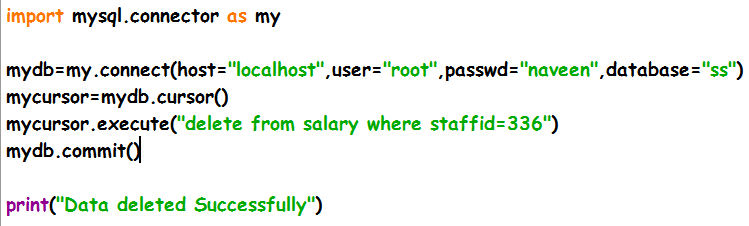 import mysql.connector as my
mydb=my.connect(host="localhost",user="root",passwd="naveen",database="ss")
mycursor=mydb.cursor()
mycursor.execute("delete from salary where staffid=336")
mydb.commit()
print("Data deleted Successfully")